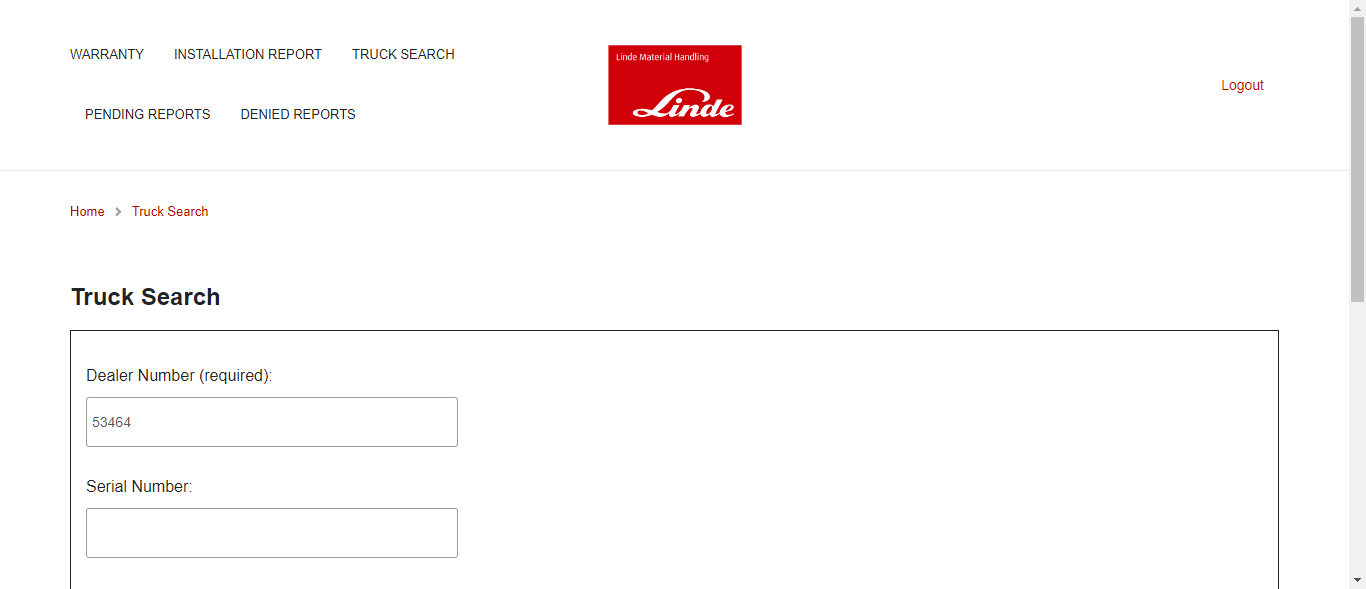 WARRANTY INSTALLATION REPORT TRUCK SEARCH
PENDING REPORTS DENIED REPORTS
Linde Material Handling
Linde
Logout
Home > Truck Search
Truck Search
Dealer Number (required):
53464
Serial Number: